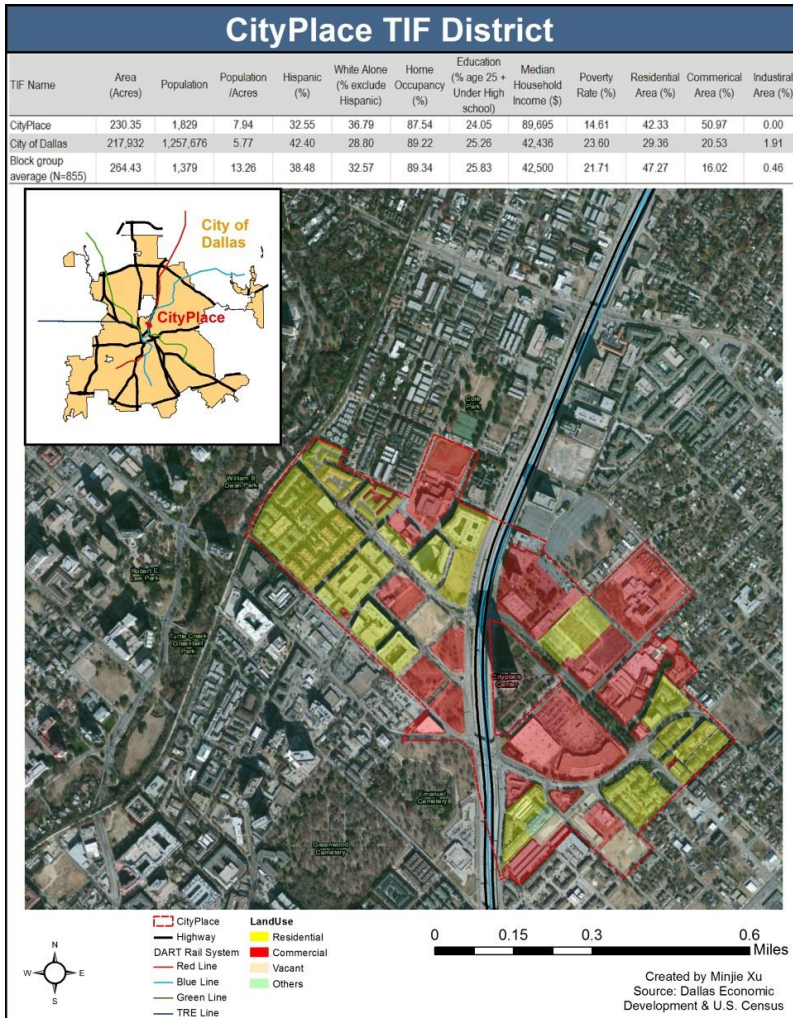 CityPlace TIF District
TIF Name Area (Acres) Population Population /Acres Hispanic (%) White Alone (% exclude Hispanic) Home Occupancy (%) Education (% age 25 + Under High school) Median Household Income ($) Poverty Rate (%) Residential Area (%) Commerical Area (%) Industiral Area (%)
CityPlace 230.35 1,829 7.94 32.55 36.79 87.54 24.05 89,695 14.61 42.33 50.97 0.00
City of Dallas 217,932 1,257,676 5.77 42.40 28.80 89.22 25.26 42,436 23.60 29.36 20.53 1.91
Block group average (N=855) 264.43 1,379 13.26 38.48 32.57 89.34 25.83 42,500 21.71 47.27 16.02 0.46
City of
Dallas
CityPlace
Cole
Park
William B
Dean Park
Robert E
Lee Park
Turtle Creek
Greenbelt
Park
Cityplace
Center
Emanuel
Cemetery
Greenwood
Cemetery
N
W E
S
CityPlace
Highway
DART Rail System
Red Line
Blue Line
Green Line
TRE Line
LandUse
Residential
Commercial
Vacant
Others
0 0.15 0.3 0.6
Miles
Created by Minjie Xu
Source: Dallas Economic
Development & U.S. Census